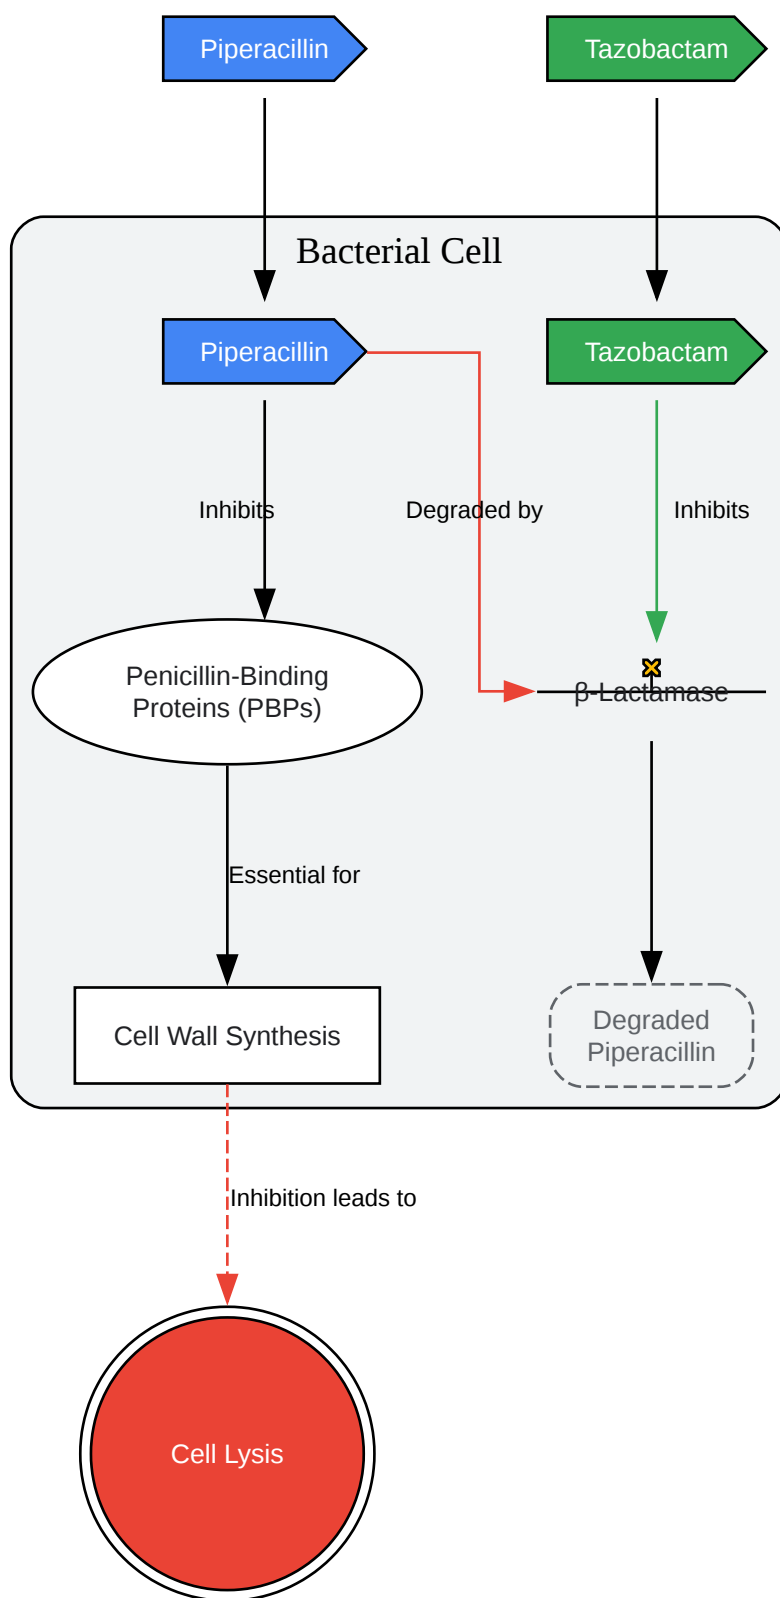 Piperacillin
Tazobactam
Bacterial Cell
Piperacillin
Tazobactam
Inhibits
Degraded by
Inhibits
Penicillin-Binding
Proteins (PBPs)
β-Lactamase
Essential for
Cell Wall Synthesis
Degraded
Piperacillin
Inhibition leads to
Cell Lysis